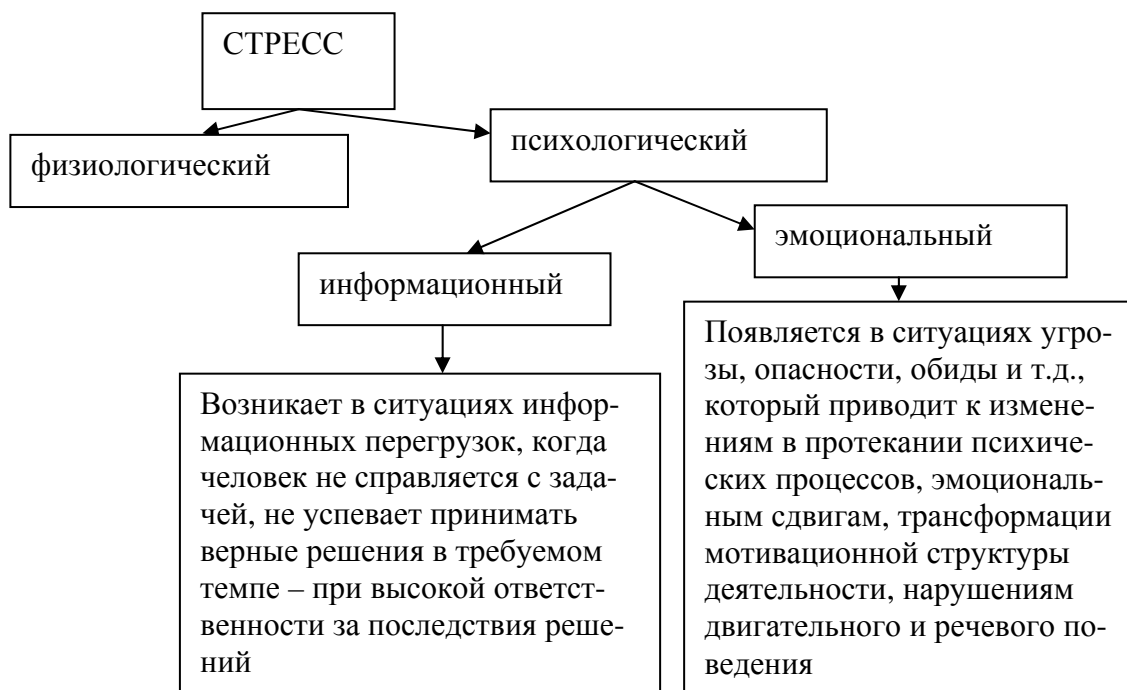 СТРЕСС
физиологический
психологический
информационный
эмоциональный
Возникает в ситуациях инфор-
мационных перегрузок, когда
человек не справляется с зада-
чей, не успевает принимать
верные решения в требуемом
темпе – при высокой ответст-
венности за последствия реше-
ний
Появляется в ситуациях угро-
зы, опасности, обиды и т.д.,
который приводит к измене-
ниям в протекании психиче-
ских процессов, эмоциональ-
ным сдвигам, трансформации
мотивационной структуры
деятельности, нарушениям
двигательного и речевого по-
ведения